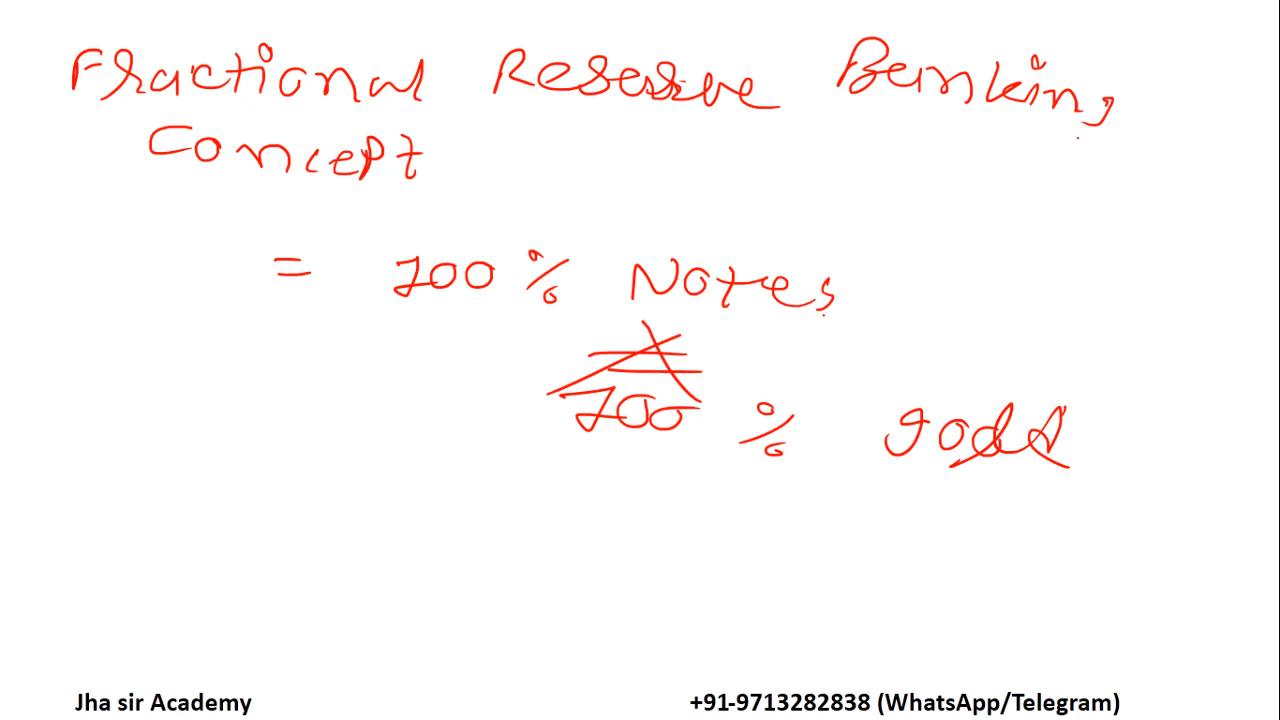 Fractional Reserve Banking
Concept
= 100 % Notes
100 % gold
Jha sir Academy +91-9713282838 (WhatsApp/Telegram)